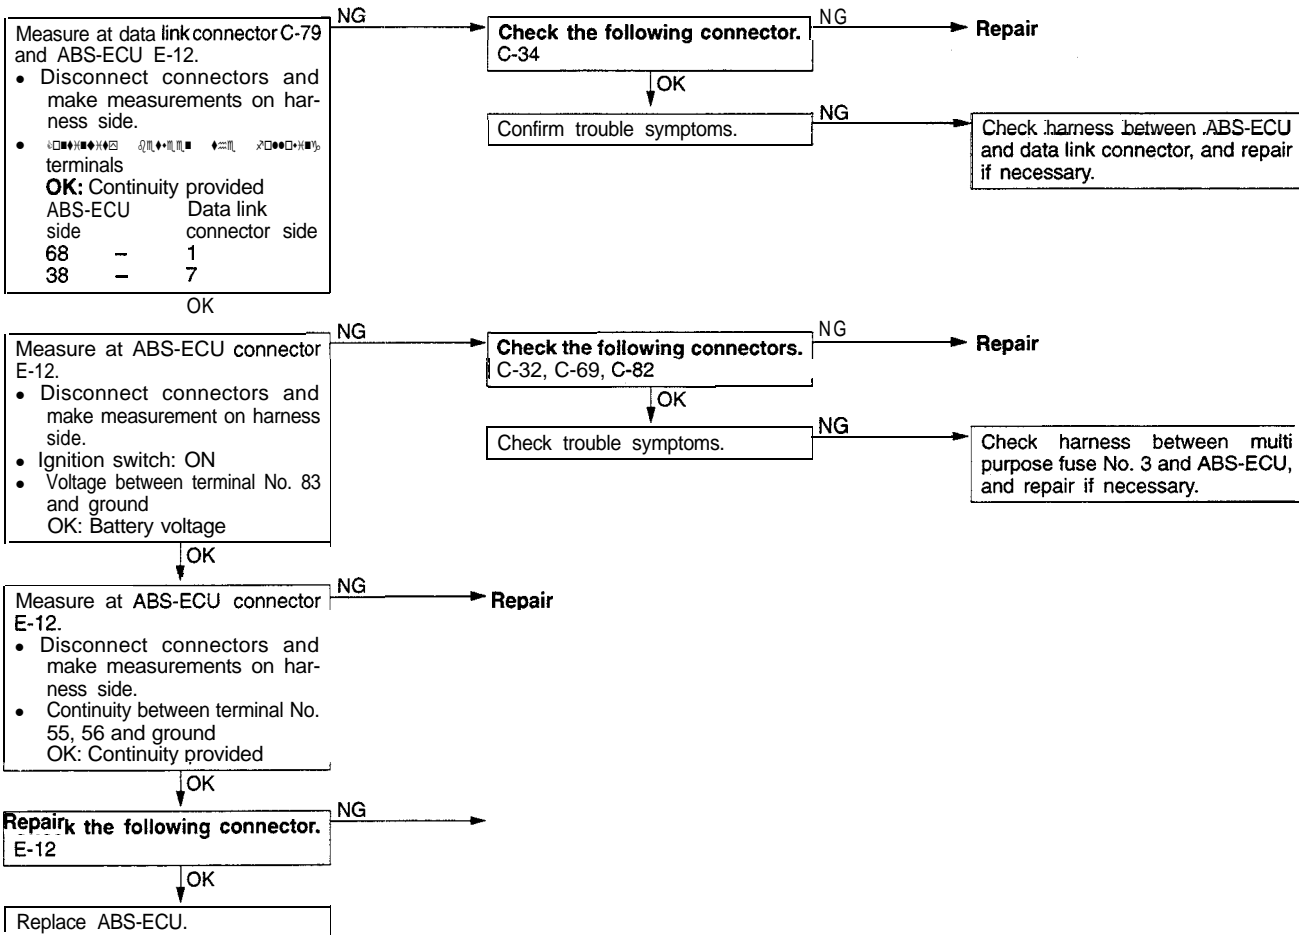 Measure at data link connector C-79
and ABS-ECU E-12.
• Disconnect connectors and
make measurements on har-
ness side.
•
terminals
OK: Continuity provided
ABS-ECU Data link
side connector side
68 – 1
38 – 7
NG
Check the following connector.
C-34
NG
Repair
OK
Confirm trouble symptoms.
NG
Check harness between ABS-ECU
and data link connector, and repair
if necessary.
OK
Measure at ABS-ECU connector
E-12.
• Disconnect connectors and
make measurement on harness
side.
• Ignition switch: ON
• Voltage between terminal No. 83
and ground
OK: Battery voltage
NG
Check the following connectors.
C-32, C-69, C-82
NG
Repair
OK
Check trouble symptoms.
NG
Check harness between multi
purpose fuse No. 3 and ABS-ECU,
and repair if necessary.
OK
Measure at ABS-ECU connector
E-12.
• Disconnect connectors and
make measurements on har-
ness side.
• Continuity between terminal No.
55, 56 and ground
OK: Continuity provided
NG
Repair
OK
Repair
the following connector.
E-12
NG
OK
Replace ABS-ECU.